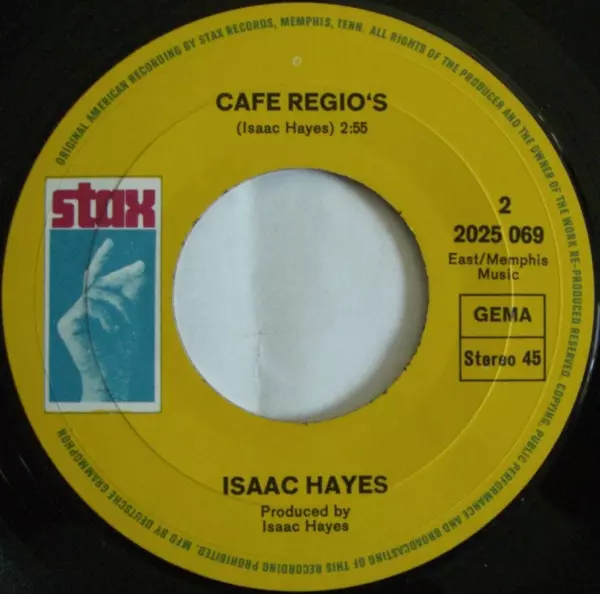 ORIGINAL AMERICAN RECORDING BY STAX RECORDS, MEMPHIS, TENN. ALL RIGHTS OF THE PRODUCER AND THE OWNER OF THE WORK RE-PRODUCED RESERVED. COPYING, PUBLIC PERFORMANCE AND BROADCASTING OF THIS RECORDING PROHIBITED. MFD BY DEUTSCHE GRAMMOPHON
CAFE REGIO'S
(Isaac Hayes) 2:55
stax
2
2025 069
East/Memphis
Music
GEMA
Stereo 45
ISAAC HAYES
Produced by
Isaac Hayes